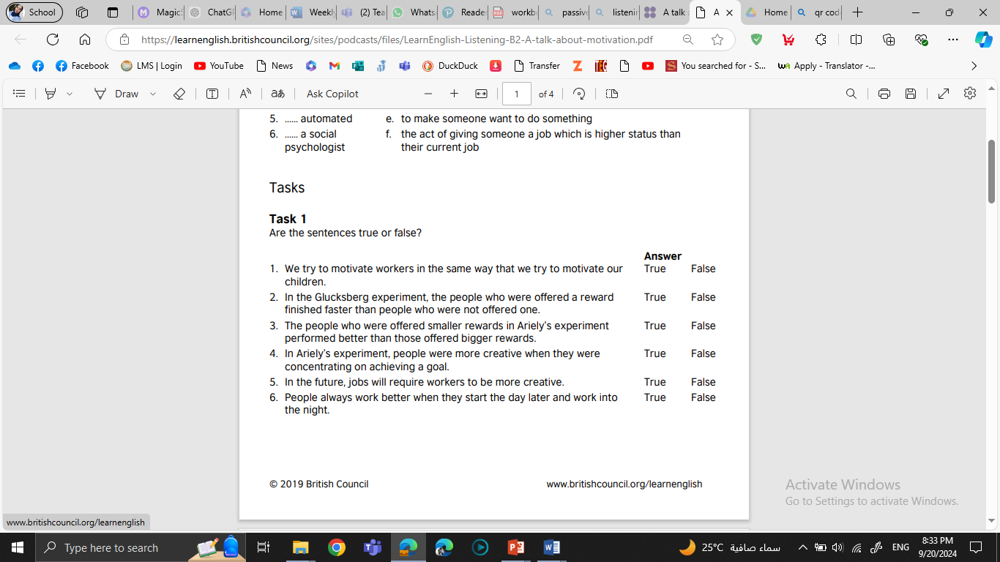 School
MagicS
ChatGP
Home
Weekly
(2) Tea
Whats
Reade
workb
passive
listenin
A talk
A
Home
qr cod
https://learnenglish.britishcouncil.org/sites/podcasts/files/LearnEnglish-Listening-B2-A-talk-about-motivation.pdf
Facebook
LMS | Login
YouTube
News
DuckDuck
Transfer
You searched for - S...
Apply - Translator -...
Draw
Ask Copilot
1 of 4
5. ...... automated e. to make someone want to do something
6. ...... a social f. the act of giving someone a job which is higher status than
psychologist their current job
Tasks
Task 1
Are the sentences true or false?
Answer
1. We try to motivate workers in the same way that we try to motivate our True False
children.
2. In the Glucksberg experiment, the people who were offered a reward True False
finished faster than people who were not offered one.
3. The people who were offered smaller rewards in Ariely's experiment True False
performed better than those offered bigger rewards.
4. In Ariely's experiment, people were more creative when they were True False
concentrating on achieving a goal.
5. In the future, jobs will require workers to be more creative. True False
6. People always work better when they start the day later and work into True False
the night.
© 2019 British Council www.britishcouncil.org/learnenglish
Activate Windows
Go to Settings to activate Windows.
www.britishcouncil.org/learnenglish
Type here to search
25°C سماء صافية
ENG
8:33 PM
9/20/2024